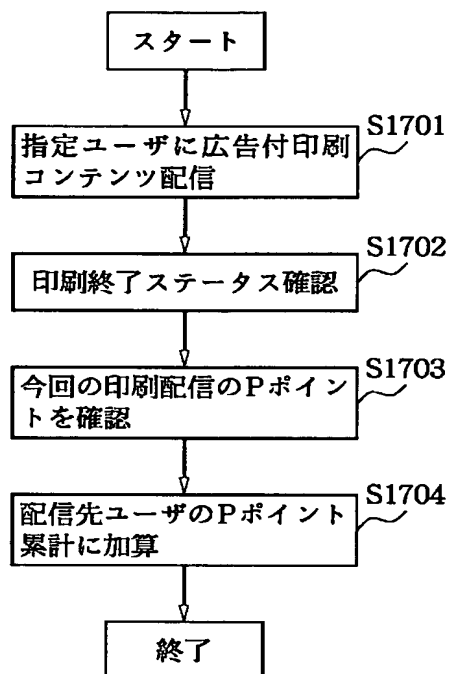 スタート
S1701
指定ユーザに広告付印刷
コンテンツ配信
S1702
印刷終了ステータス確認
S1703
今回の印刷配信のPポイン
トを確認
S1704
配信先ユーザのPポイント
累計に加算
終了